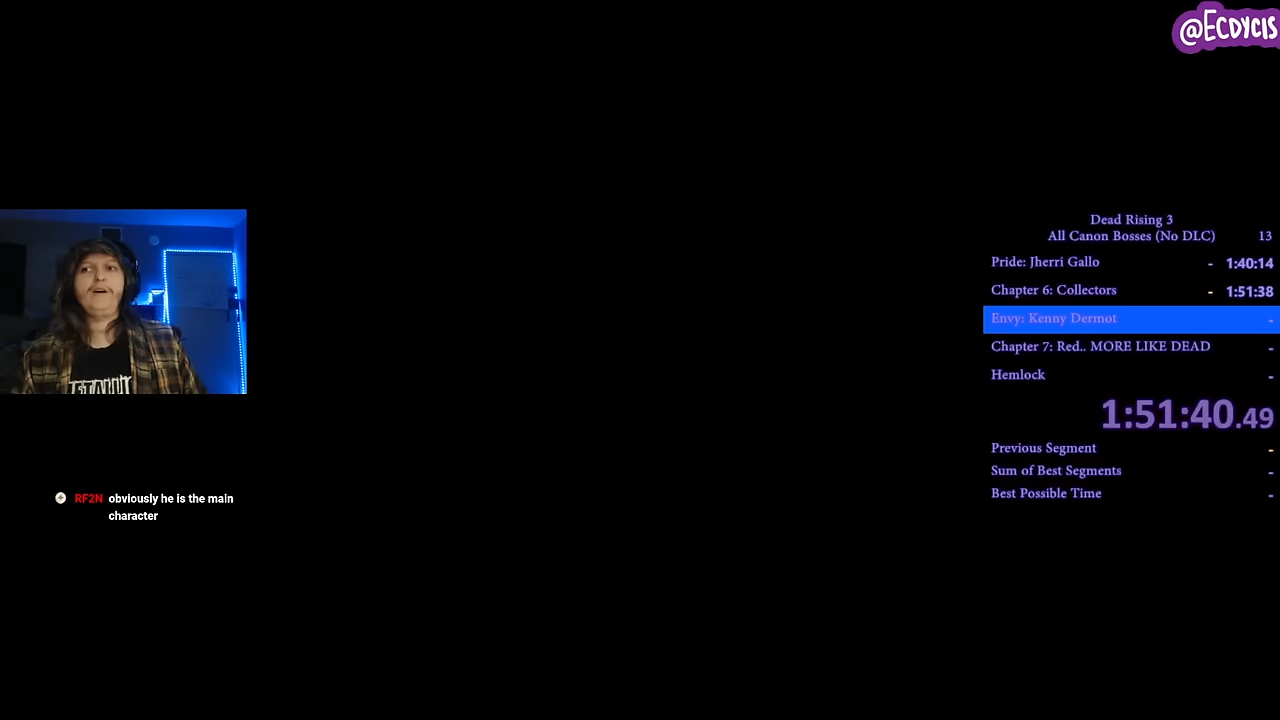 @ECDYCIS
Dead Rising 3
All Canon Bosses (No DLC) 13
Pride: Jherri Gallo - 1:40:14
Chapter 6: Collectors - 1:51:38
Envy: Kenny Dermot -
Chapter 7: Red.. MORE LIKE DEAD -
Hemlock -
1:51:40.49
Previous Segment -
Sum of Best Segments -
Best Possible Time -
RF2N obviously he is the main
character